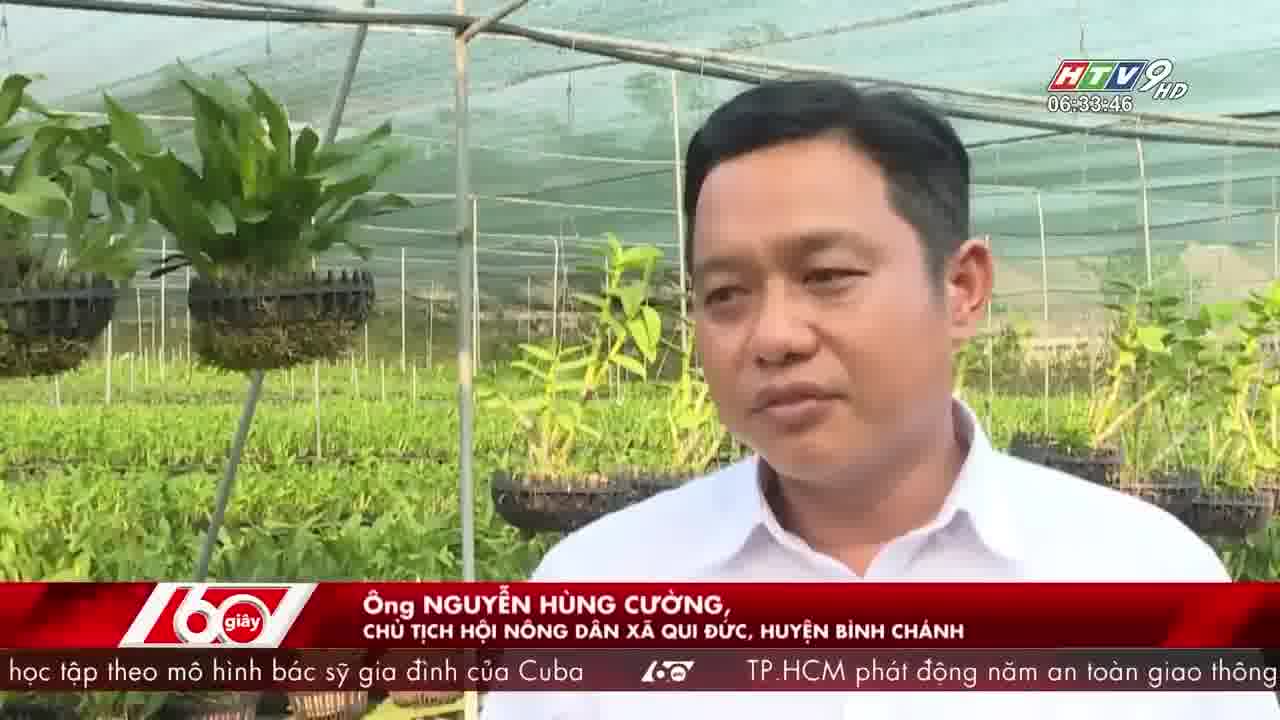 HTV9 HD
06:33:46
60 giây
Ông NGUYỄN HÙNG CƯỜNG,
CHỦ TỊCH HỘI NÔNG DÂN XÃ QUI ĐỨC, HUYỆN BÌNH CHÁNH
học tập theo mô hình bác sỹ gia đình của Cuba
60 giây
TP.HCM phát động năm an toàn giao thông